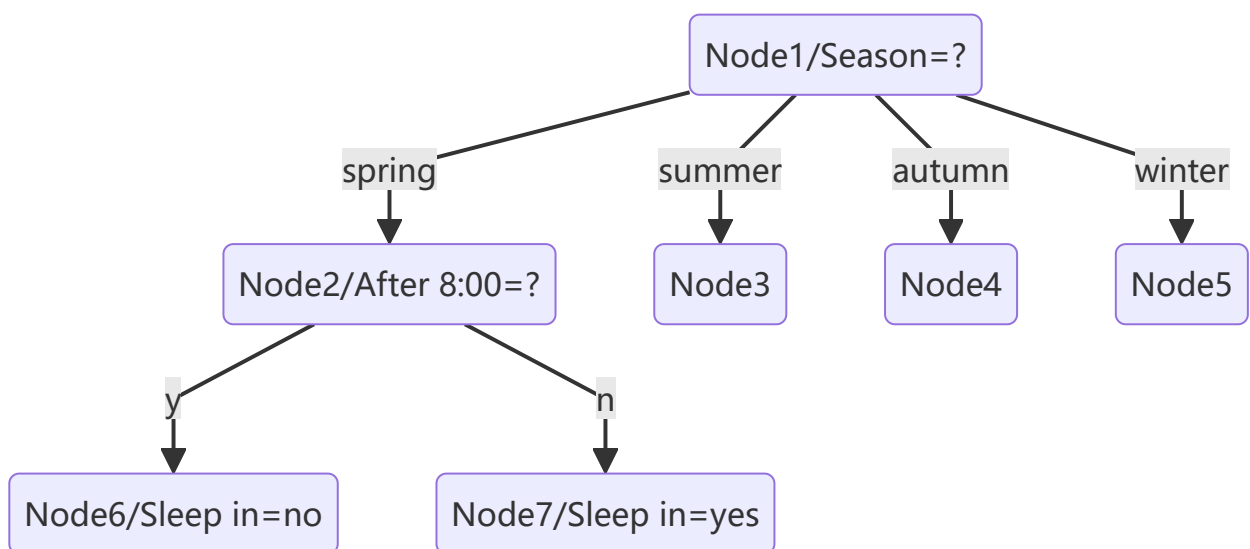 Node1/Season=?
spring
summer
autumn
winter
Node2/After 8:00=?
Node3
Node4
Node5
y
n
Node6/Sleep in=no
Node7/Sleep in=yes